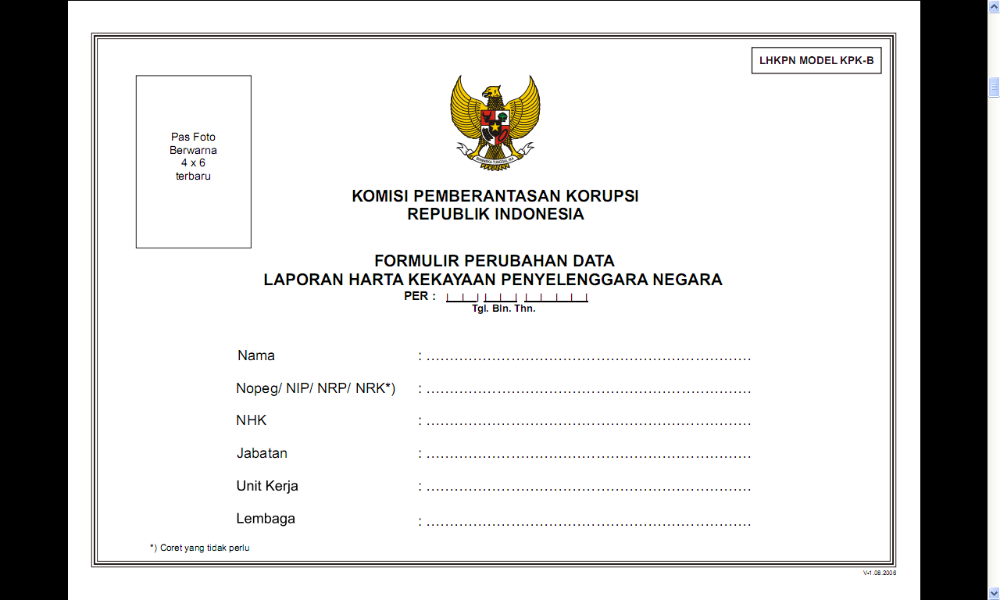 LHKPN MODEL KPK-B
Pas Foto
Berwarna
4 x 6
terbaru
BHINNEKA TUNGGAL IKA
KOMISI PEMBERANTASAN KORUPSI
REPUBLIK INDONESIA
FORMULIR PERUBAHAN DATA
LAPORAN HARTA KEKAYAAN PENYELENGGARA NEGARA
PER :
Tgl. Bln. Thn.
Nama :
Nopeg/ NIP/ NRP/ NRK*) :
NHK :
Jabatan :
Unit Kerja :
Lembaga :
*) Coret yang tidak perlu
V•1.08.2006